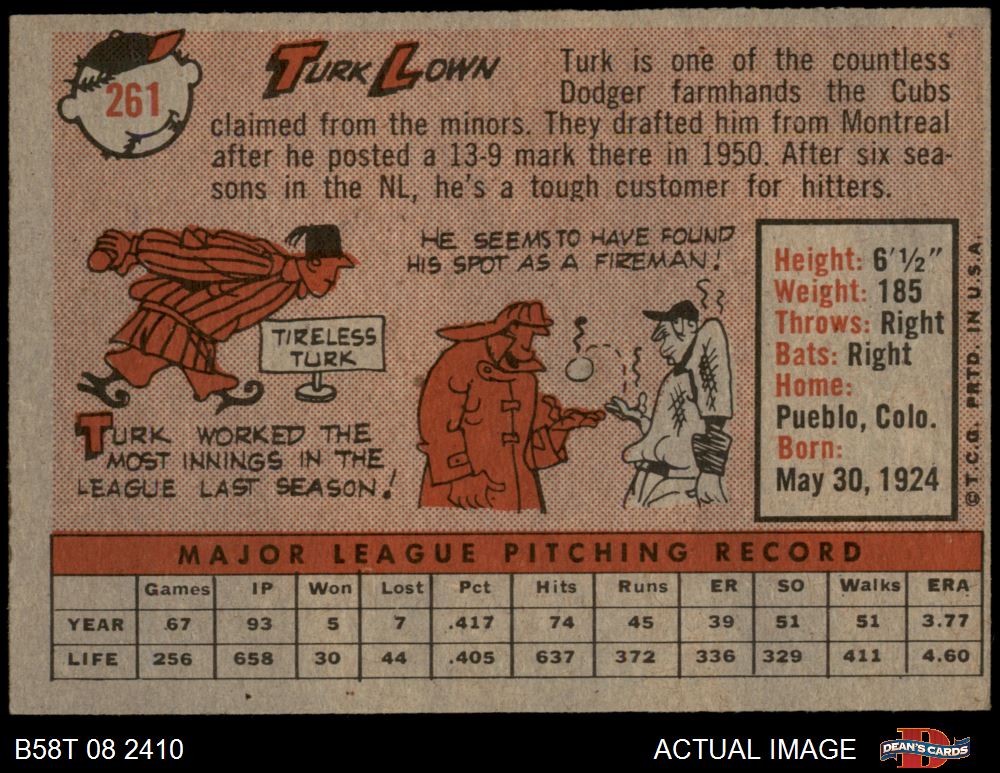 261
TURK LOWN
Turk is one of the countless
Dodger farmhands the Cubs
claimed from the minors. They drafted him from Montreal
after he posted a 13-9 mark there in 1950. After six sea-
sons in the NL, he's a tough customer for hitters.
TIRELESS
TURK
TURK WORKED THE
MOST INNINGS IN THE
LEAGUE LAST SEASON!
HE SEEMS TO HAVE FOUND
HIS SPOT AS A FIREMAN!
Height: 6'½"
Weight: 185
Throws: Right
Bats: Right
Home:
Pueblo, Colo.
Born:
May 30, 1924
©T.C.G. PRTD. IN U.S.A.
MAJOR LEAGUE PITCHING RECORD
Games IP Won Lost Pct Hits Runs ER SO Walks ERA
YEAR 67 93 5 7 .417 74 45 39 51 51 3.77
LIFE 256 658 30 44 .405 637 372 336 329 411 4.60
B58T 08 2410
ACTUAL IMAGE
DEAN'S CARDS